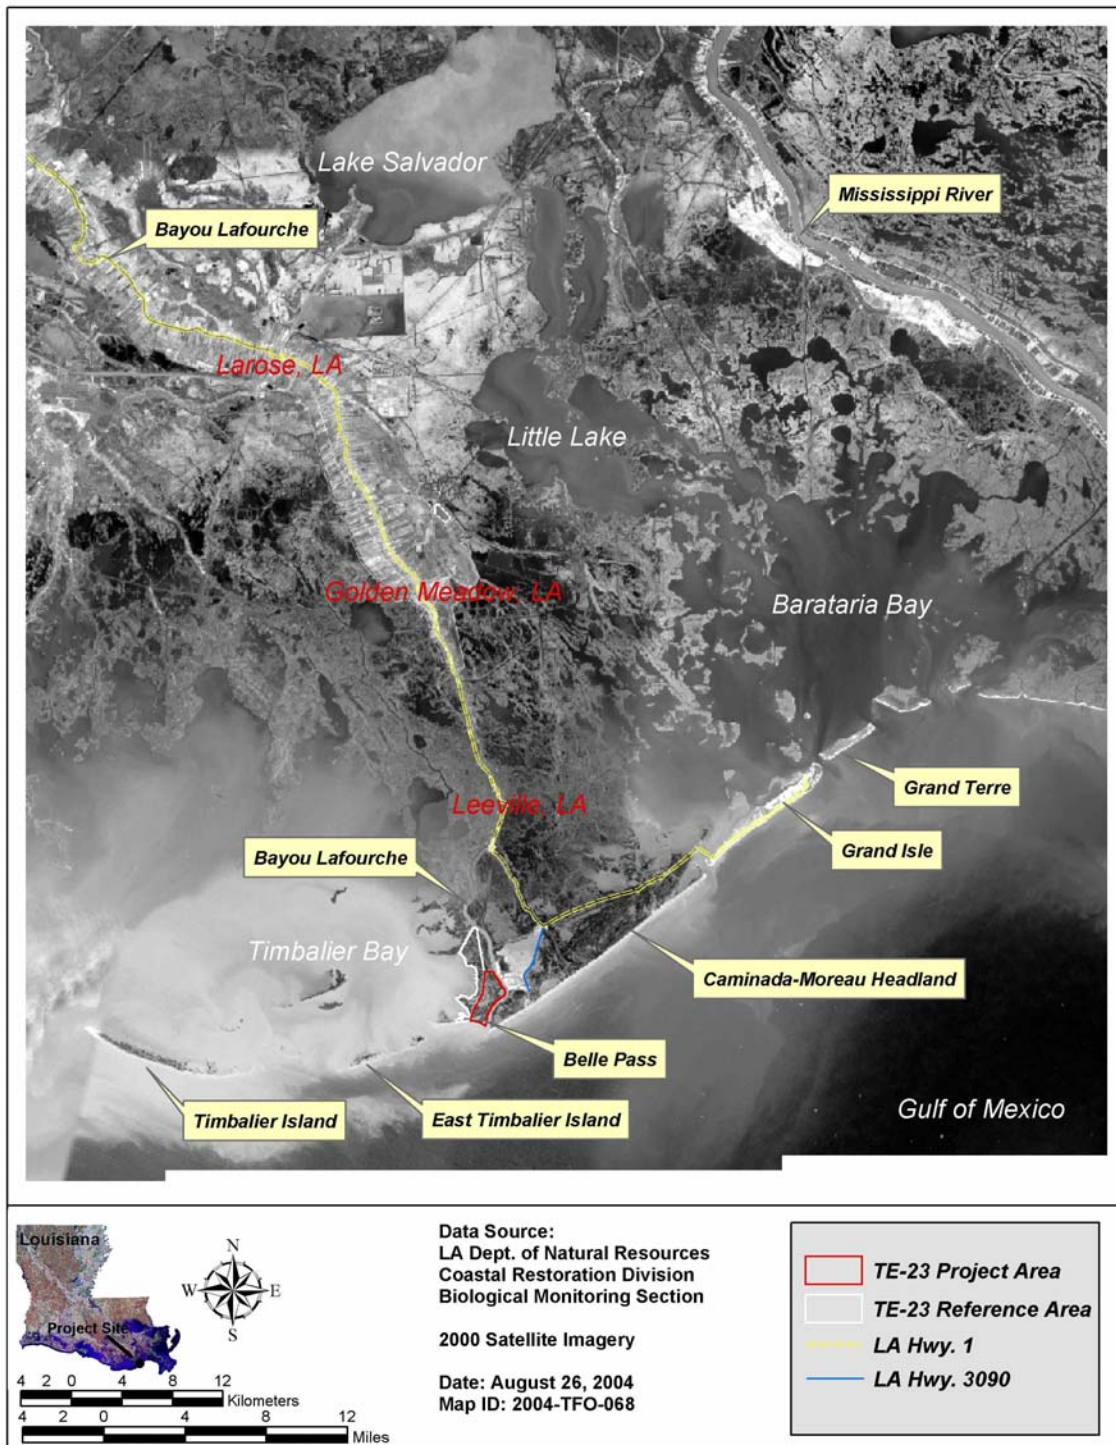 Lake Salvador
Mississippi River
Bayou Lafourche
Larose, LA
Little Lake
Golden Meadow, LA
Barataria Bay
Grand Terre
Leeville, LA
Grand Isle
Bayou Lafourche
Timbalier Bay
Caminada-Moreau Headland
Belle Pass
Timbalier Island
East Timbalier Island
Gulf of Mexico
Louisiana
Project Site
N
W
E
S
4 2 0 4 8 12
Kilometers
4 2 0 4 8 12
Miles
Data Source:
LA Dept. of Natural Resources
Coastal Restoration Division
Biological Monitoring Section
2000 Satellite Imagery
Date: August 26, 2004
Map ID: 2004-TFO-068
TE-23 Project Area
TE-23 Reference Area
LA Hwy. 1
LA Hwy. 3090